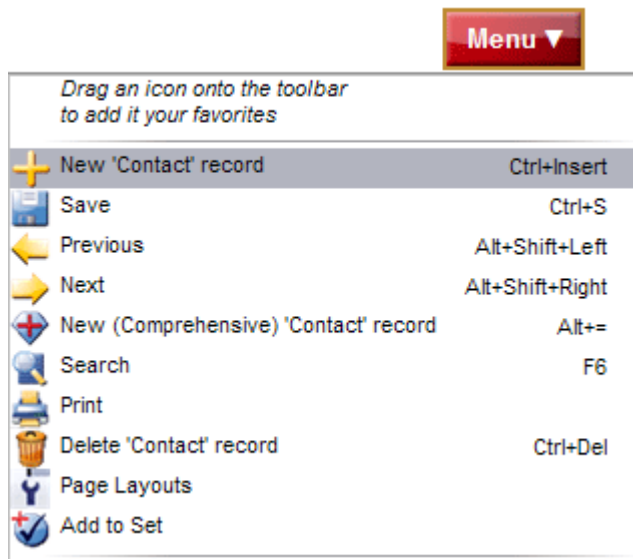 Menu ▼
Drag an icon onto the toolbar
to add it your favorites
New 'Contact' record Ctrl+Insert
Save Ctrl+S
Previous Alt+Shift+Left
Next Alt+Shift+Right
New (Comprehensive) 'Contact' record Alt+=
Search F6
Print
Delete 'Contact' record Ctrl+Del
Page Layouts
Add to Set